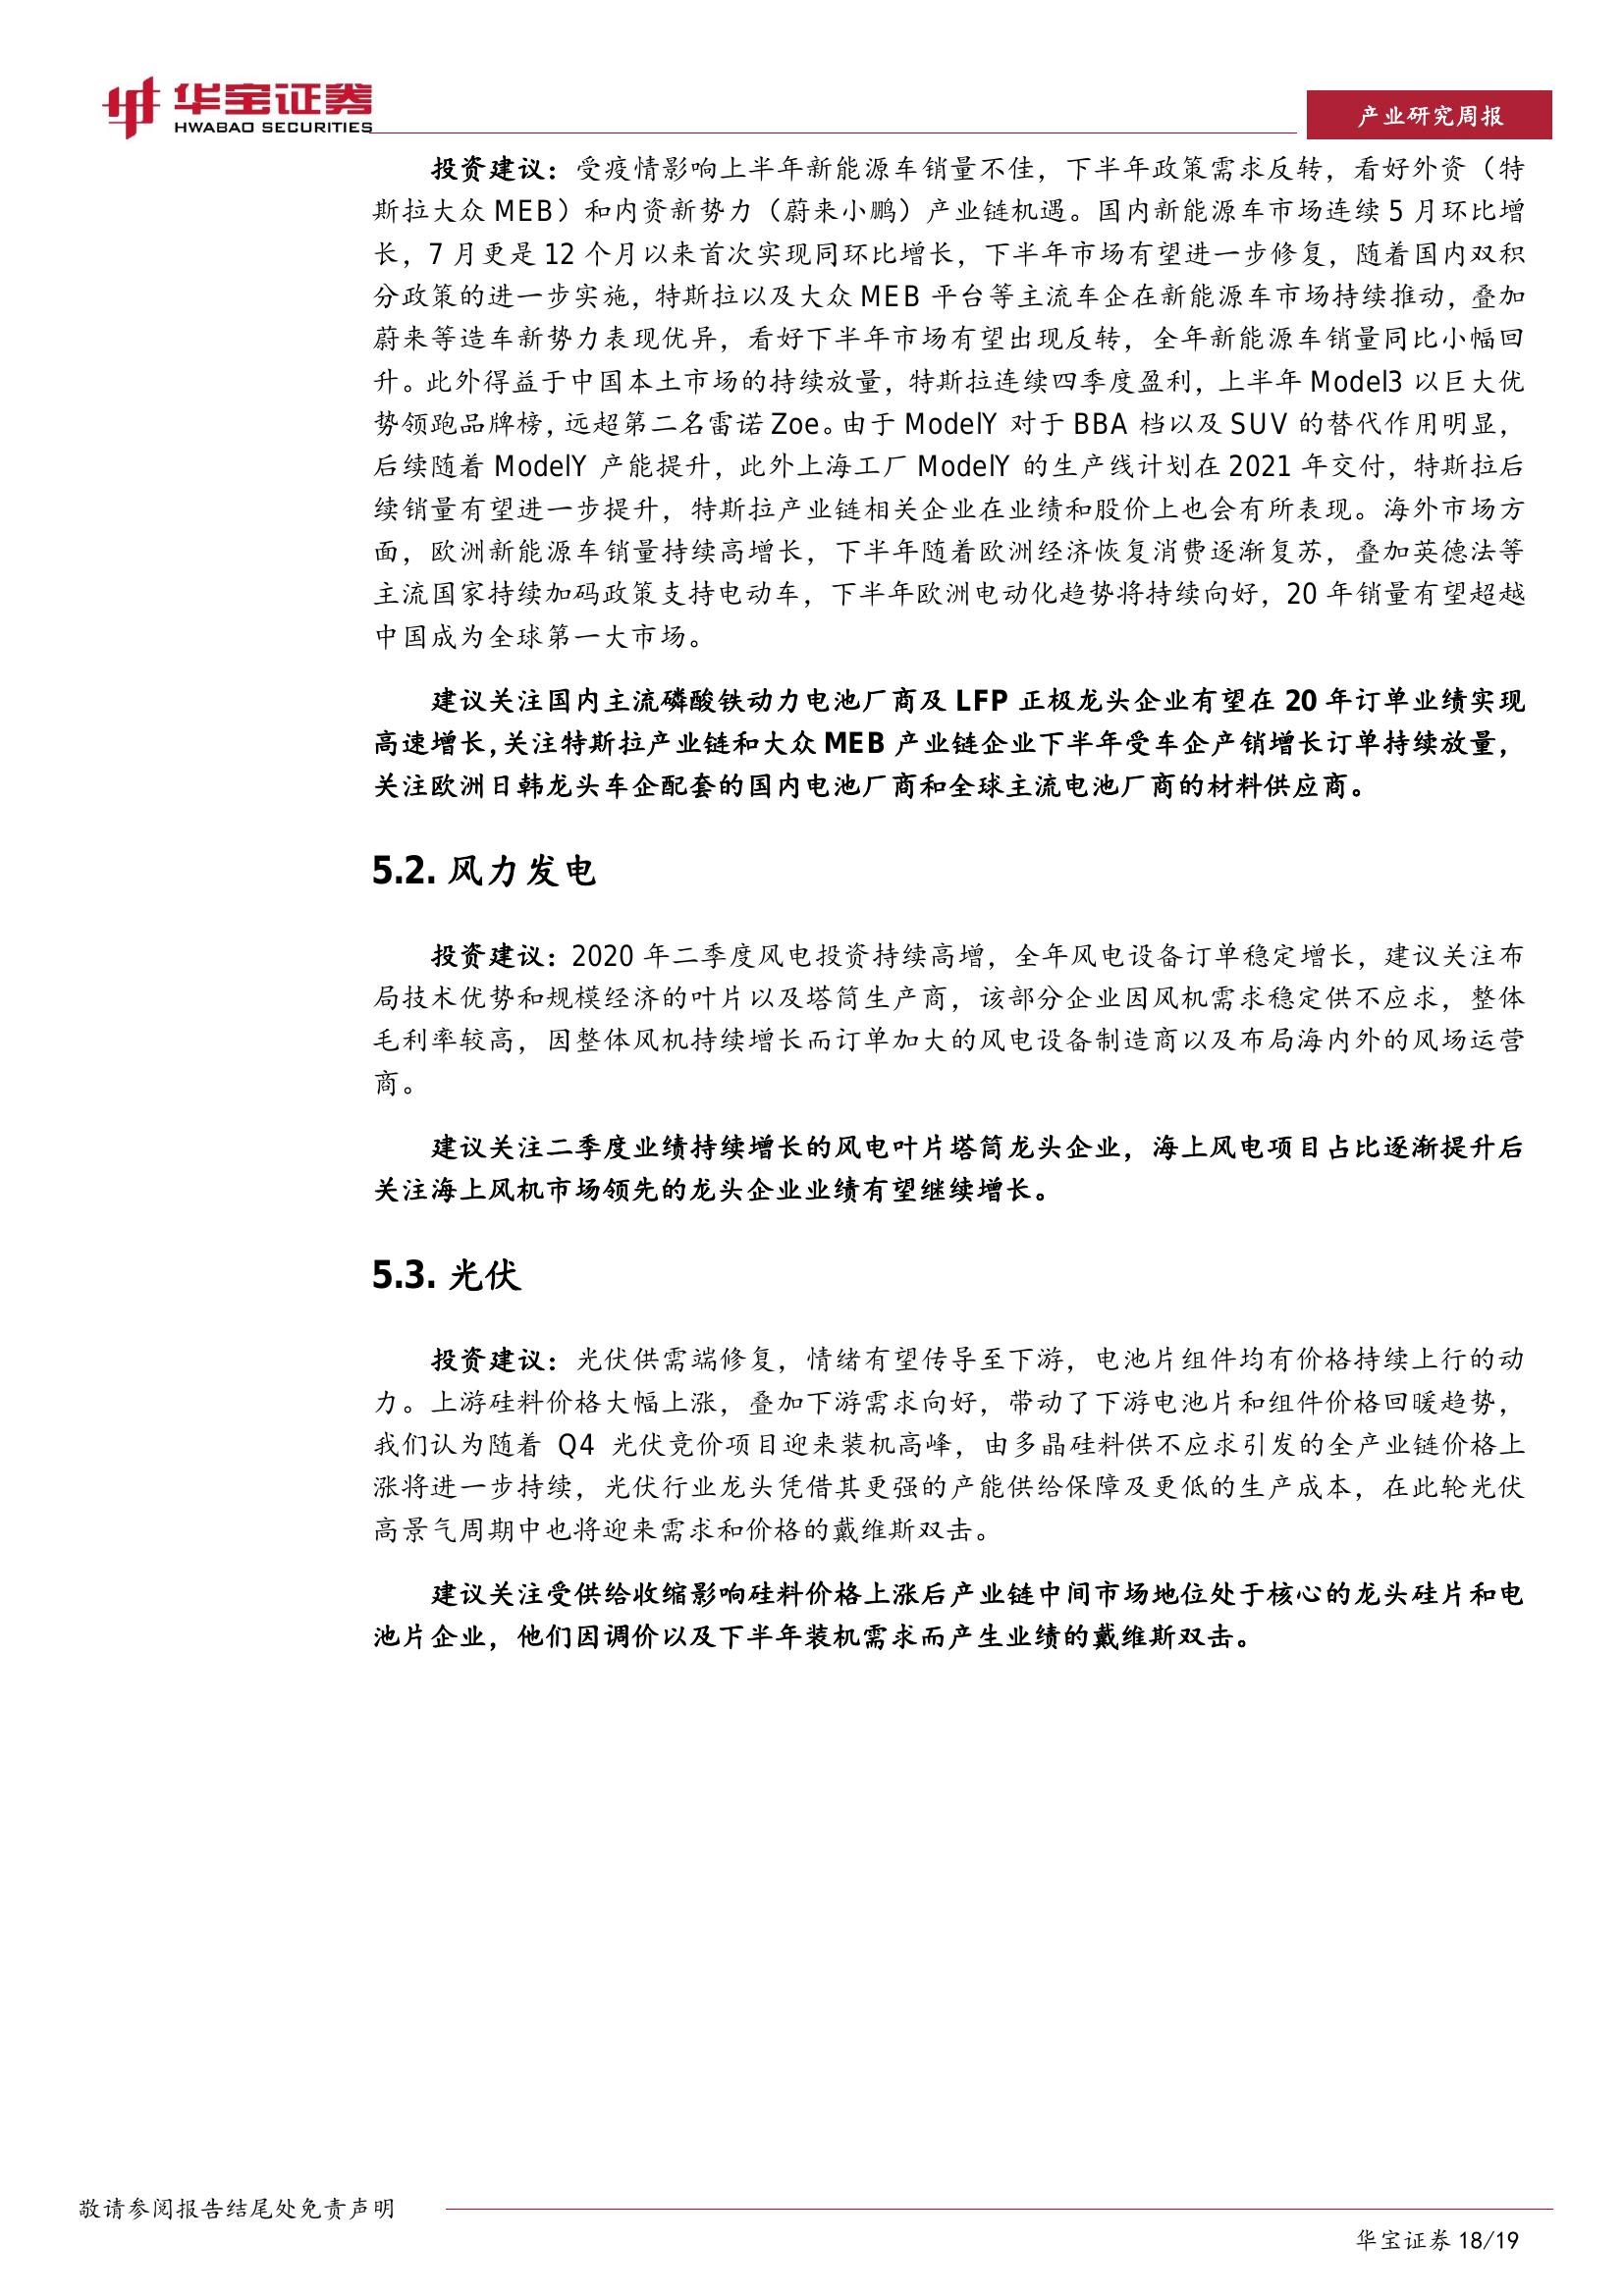 华宝证券
HWABAO SECURITIES
产业研究周报
投资建议：受疫情影响上半年新能源车销量不佳，下半年政策需求反转，看好外资（特
斯拉大众 MEB）和内资新势力（蔚来小鹏）产业链机遇。国内新能源车市场连续 5 月环比增
长，7 月更是 12 个月以来首次实现同环比增长，下半年市场有望进一步修复，随着国内双积
分政策的进一步实施，特斯拉以及大众 MEB 平台等主流车企在新能源车市场持续推动，叠加
蔚来等造车新势力表现优异，看好下半年市场有望出现反转，全年新能源车销量同比小幅回
升。此外得益于中国本土市场的持续放量，特斯拉连续四季度盈利，上半年 Model3 以巨大优
势领跑品牌榜，远超第二名雷诺 Zoe。由于 ModelY 对于 BBA 档以及 SUV 的替代作用明显，
后续随着 ModelY 产能提升，此外上海工厂 ModelY 的生产线计划在 2021 年交付，特斯拉后
续销量有望进一步提升，特斯拉产业链相关企业在业绩和股价上也会有所表现。海外市场方
面，欧洲新能源车销量持续高增长，下半年随着欧洲经济恢复消费逐渐复苏，叠加英德法等
主流国家持续加码政策支持电动车，下半年欧洲电动化趋势将持续向好，20 年销量有望超越
中国成为全球第一大市场。
建议关注国内主流磷酸铁动力电池厂商及 LFP 正极龙头企业有望在 20 年订单业绩实现
高速增长，关注特斯拉产业链和大众 MEB 产业链企业下半年受车企产销增长订单持续放量，
关注欧洲日韩龙头车企配套的国内电池厂商和全球主流电池厂商的材料供应商。
5.2. 风力发电
投资建议：2020 年二季度风电投资持续高增，全年风电设备订单稳定增长，建议关注布
局技术优势和规模经济的叶片以及塔筒生产商，该部分企业因风机需求稳定供不应求，整体
毛利率较高，因整体风机持续增长而订单加大的风电设备制造商以及布局海内外的风场运营
商。
建议关注二季度业绩持续增长的风电叶片塔筒龙头企业，海上风电项目占比逐渐提升后
关注海上风机市场领先的龙头企业业绩有望继续增长。
5.3. 光伏
投资建议：光伏供需端修复，情绪有望传导至下游，电池片组件均有价格持续上行的动
力。上游硅料价格大幅上涨，叠加下游需求向好，带动了下游电池片和组件价格回暖趋势，
我们认为随着 Q4 光伏竞价项目迎来装机高峰，由多晶硅料供不应求引发的全产业链价格上
涨将进一步持续，光伏行业龙头凭借其更强的产能供给保障及更低的生产成本，在此轮光伏
高景气周期中也将迎来需求和价格的戴维斯双击。
建议关注受供给收缩影响硅料价格上涨后产业链中间市场地位处于核心的龙头硅片和电
池片企业，他们因调价以及下半年装机需求而产生业绩的戴维斯双击。
敬请参阅报告结尾处免责声明
华宝证券 18/19